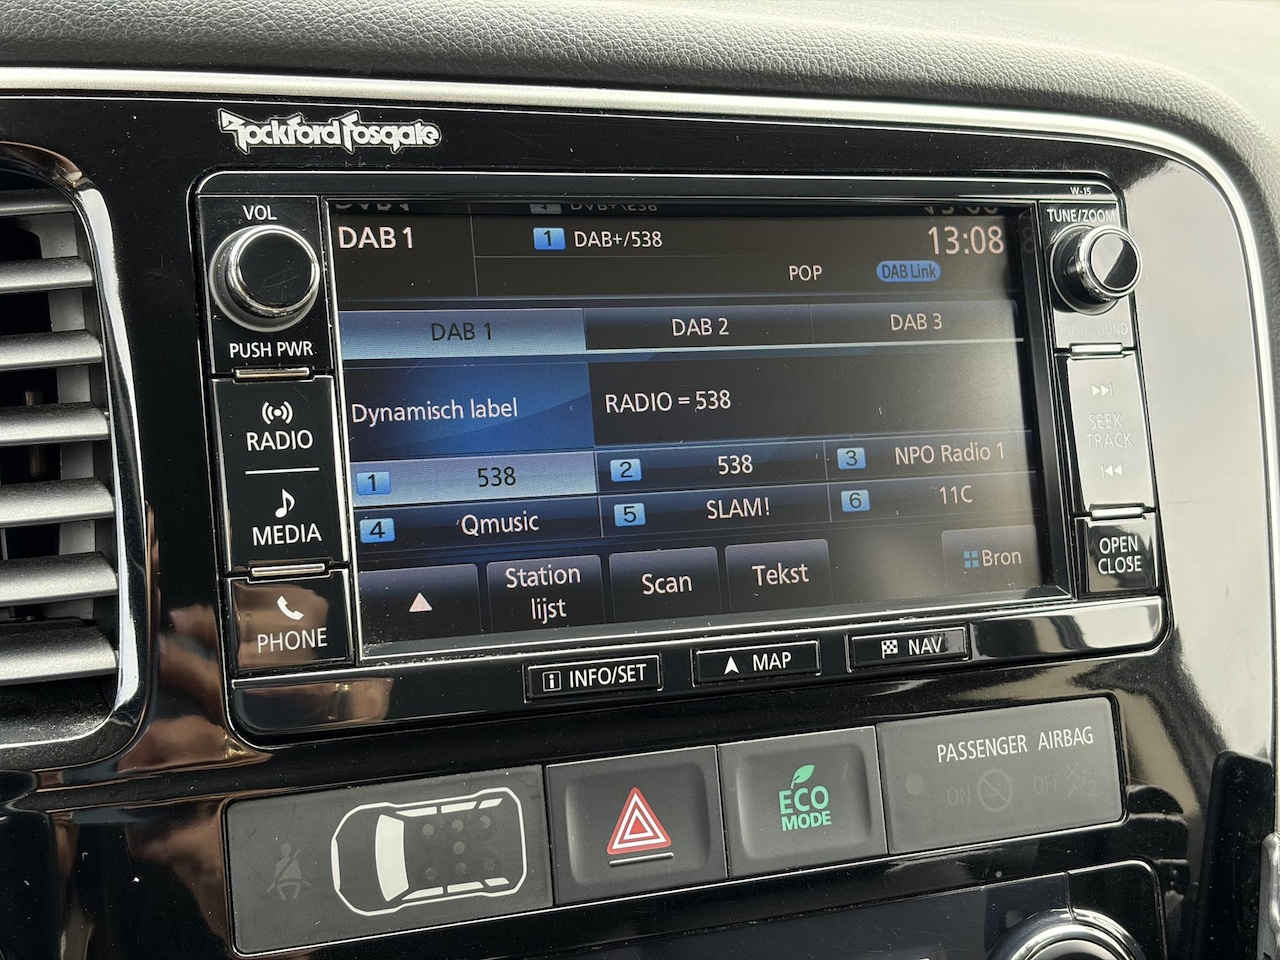 Rockford Fosgate
W-15
VOL
TUNE/ZOOM
DAB 1
1 DAB+/538
13:08
POP
DAB Link
PUSH PWR
DAB 1
DAB 2
DAB 3
RADIO
Dynamisch label
RADIO = 538
SEEK
TRACK
1 538
2 538
3 NPO Radio 1
MEDIA
4 Qmusic
5 SLAM!
6 11C
OPEN
CLOSE
Station
lijst
Scan
Tekst
Bron
PHONE
INFO/SET
MAP
NAV
PASSENGER AIRBAG
ON
OFF
ECO
MODE